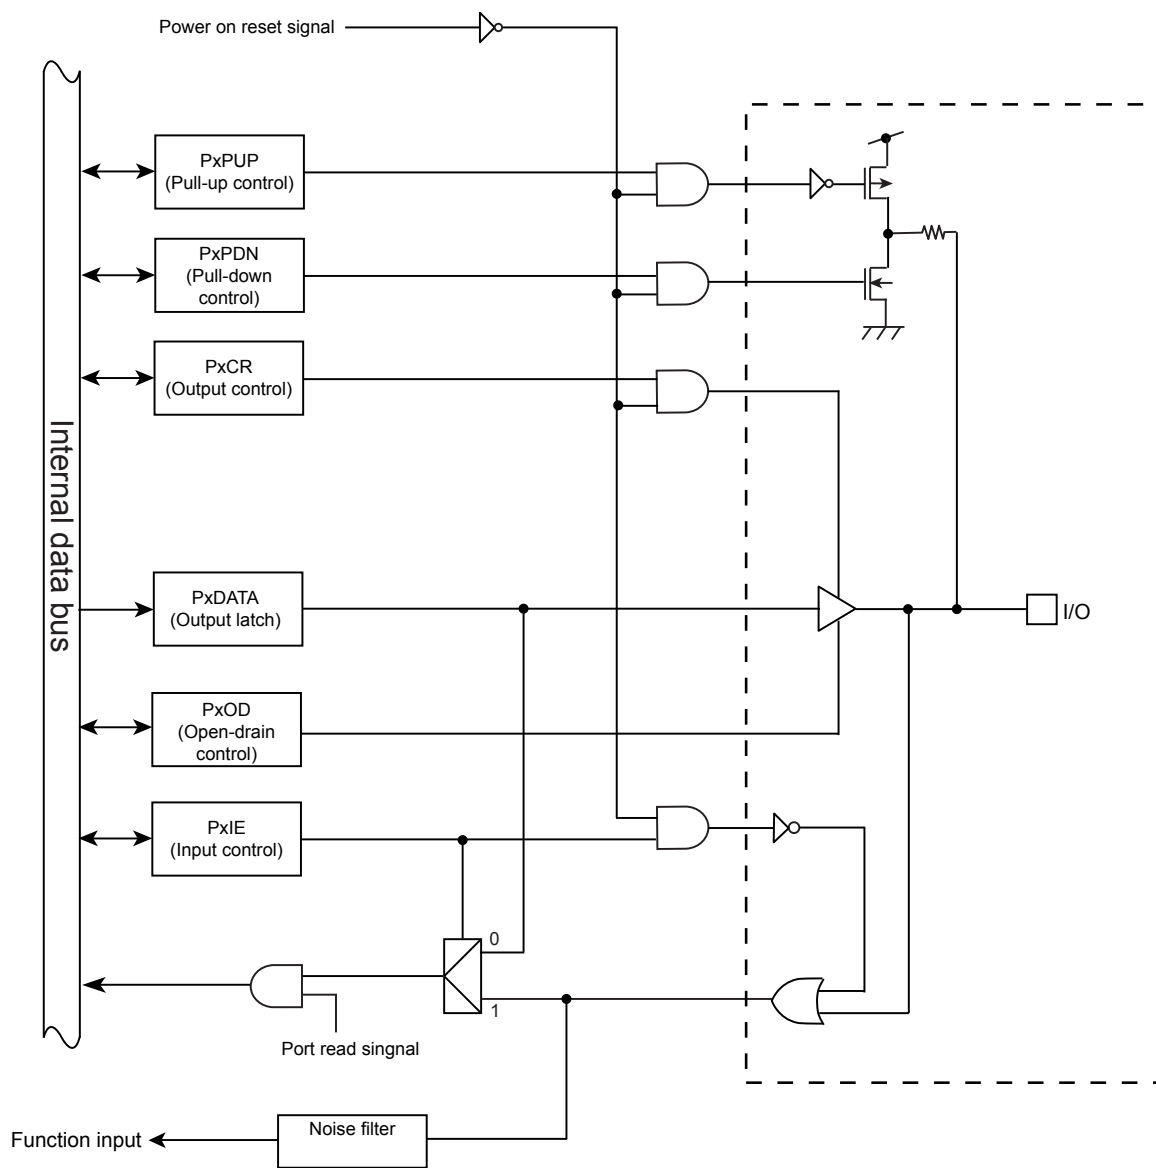 Power on reset signal
PxPUP
(Pull-up control)
PxPDN
(Pull-down
control)
PxCR
(Output control)
Internal data bus
PxDATA
(Output latch)
I/O
PxOD
(Open-drain
control)
PxIE
(Input control)
0
1
Port read singnal
Noise filter
Function input